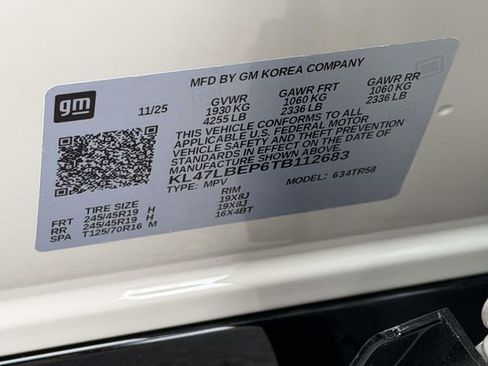 MFD BY GM KOREA COMPANY
gm
11/25
GVWR GAWR FRT GAWR RR
1930 KG 1060 KG 1060 KG
4255 LB 2336 LB 2336 LB
THIS VEHICLE CONFORMS TO ALL
APPLICABLE U.S. FEDERAL MOTOR
VEHICLE SAFETY AND THEFT PREVENTION
STANDARDS IN EFFECT ON THE DATE OF
MANUFACTURE SHOWN ABOVE.
KL47LBEP6TB112683
TYPE: MPV MODEL: 634TR58
TIRE SIZE RIM
FRT 245/45R19 H 19X8J
RR 245/45R19 H 19X8J
SPA T125/70R16 M 16X4BT